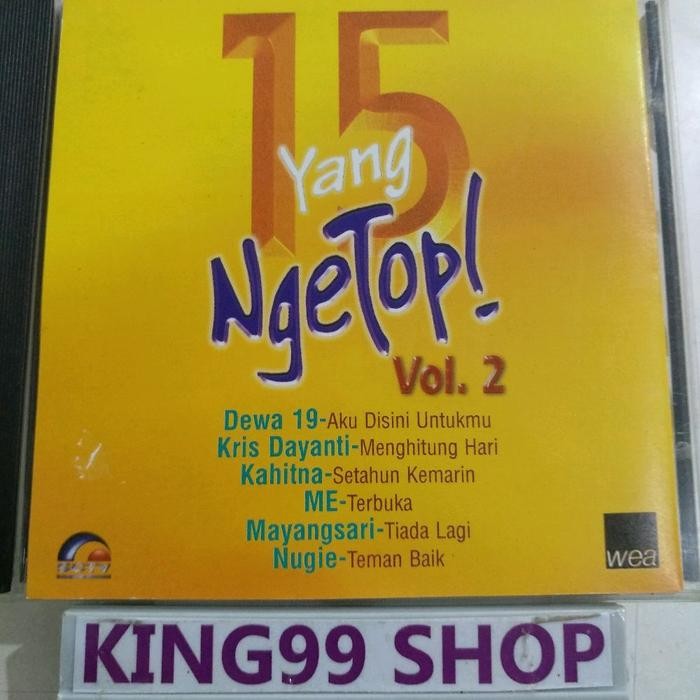 15
Yang
NgeTop!
Vol. 2
Dewa 19-Aku Disini Untukmu
Kris Dayanti-Menghitung Hari
Kahitna-Setahun Kemarin
ME-Terbuka
Mayangsari-Tiada Lagi
Nugie-Teman Baik
wea
KING99 SHOP